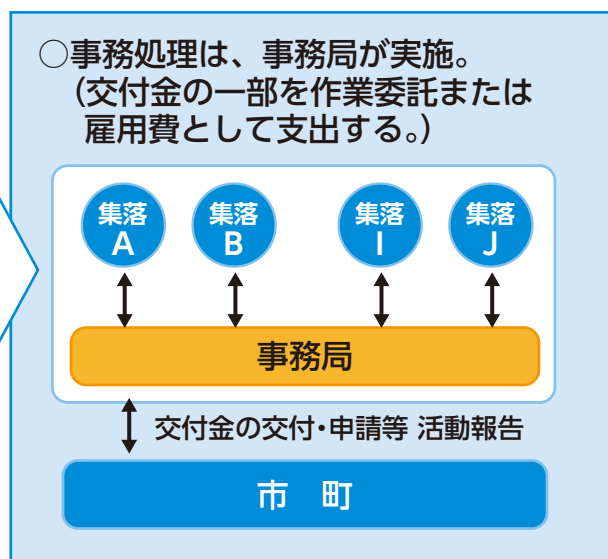 ○事務処理は、事務局が実施。
（交付金の一部を作業委託または
雇用費として支出する。）
集落
A
集落
B
集落
I
集落
J
事務局
交付金の交付・申請等 活動報告
市　町